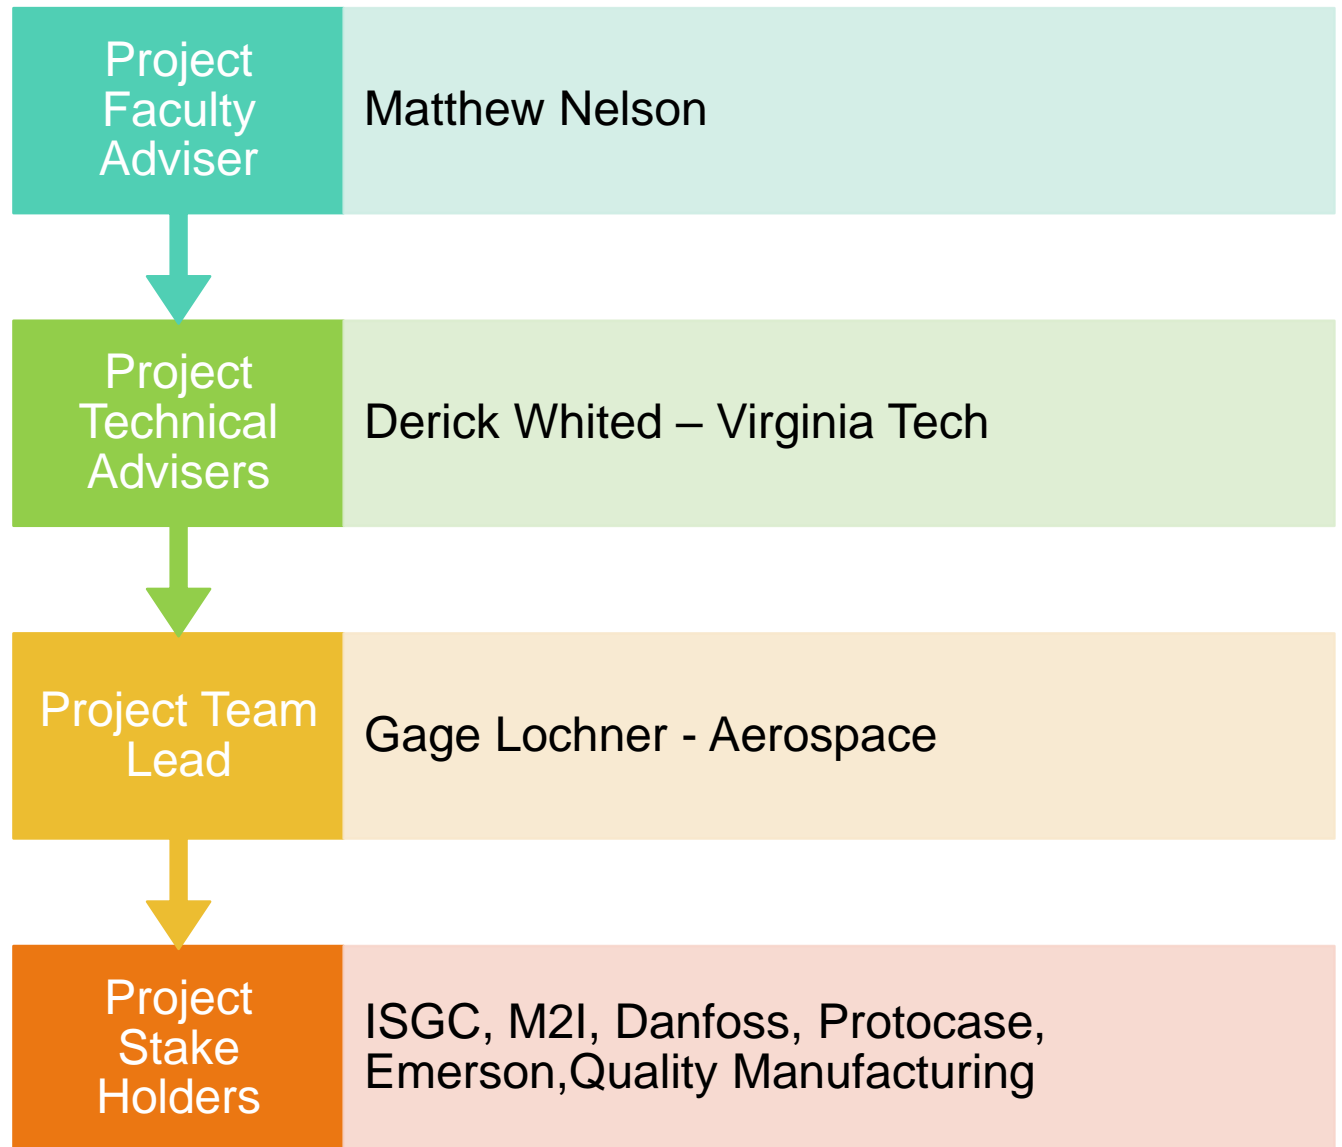 Project
Faculty
Adviser
Matthew Nelson
Project
Technical
Advisers
Derick Whited – Virginia Tech
Project Team
Lead
Gage Lochner - Aerospace
Project
Stake
Holders
ISGC, M2I, Danfoss, Protocase,
Emerson,Quality Manufacturing